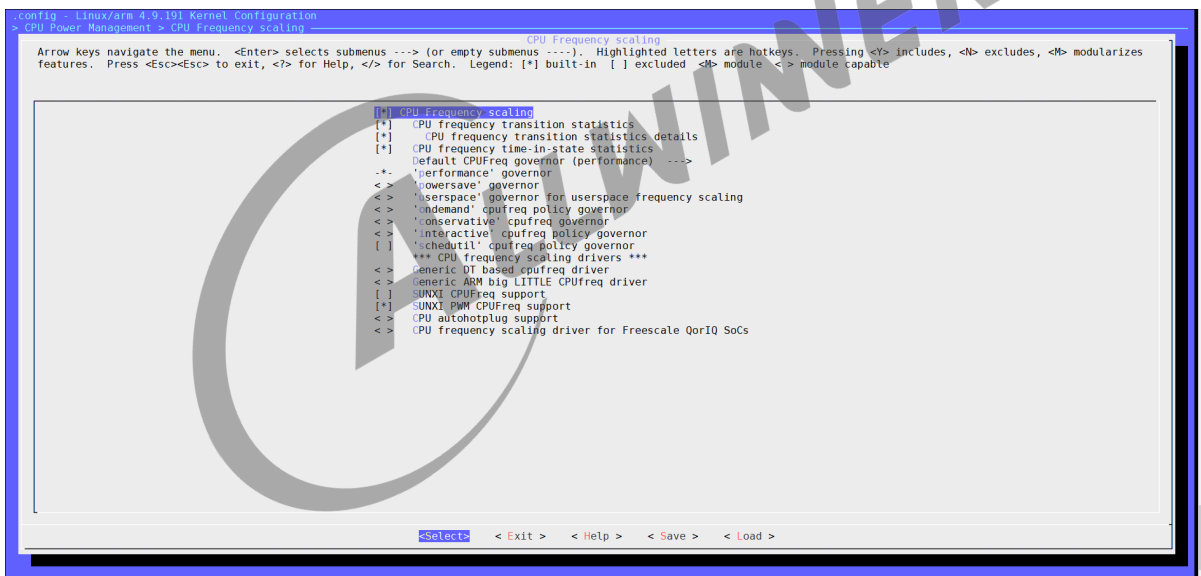 .config - Linux/arm 4.9.191 Kernel Configuration
> CPU Power Management > CPU Frequency scaling
CPU Frequency scaling
Arrow keys navigate the menu. <Enter> selects submenus ---> (or empty submenus ----). Highlighted letters are hotkeys. Pressing <Y> includes, <N> excludes, <M> modularizes
features. Press <Esc><Esc> to exit, <?> for Help, </> for Search. Legend: [*] built-in [ ] excluded <M> module < > module capable
[*] CPU Frequency scaling
[*] CPU frequency transition statistics
[*] CPU frequency transition statistics details
[*] CPU frequency time-in-state statistics
Default CPUFreq governor (performance) --->
-*- 'performance' governor
< > 'powersave' governor
< > 'userspace' governor for userspace frequency scaling
< > 'ondemand' cpufreq policy governor
< > 'conservative' cpufreq governor
< > 'interactive' cpufreq policy governor
[ ] 'schedutil' cpufreq policy governor
*** CPU frequency scaling drivers ***
< > Generic DT based cpufreq driver
< > Generic ARM big LITTLE CPUfreq driver
[ ] SUNXI CPUFreq support
[*] SUNXI PWM CPUFreq support
< > CPU autohotplug support
< > CPU frequency scaling driver for Freescale QorIQ SoCs
<Select> < Exit > < Help > < Save > < Load >
ALLWINNER